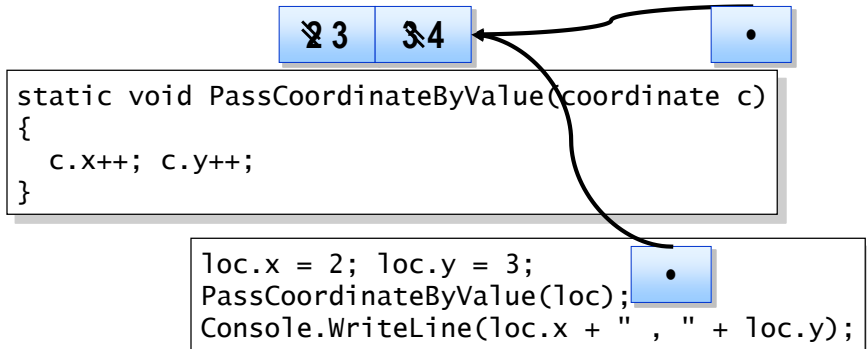 2 3 3 4
static void PassCoordinateByValue(coordinate c)
{
c.x++; c.y++;
}
loc.x = 2; loc.y = 3;
PassCoordinateByValue(loc);
Console.WriteLine(loc.x + " , " + loc.y);